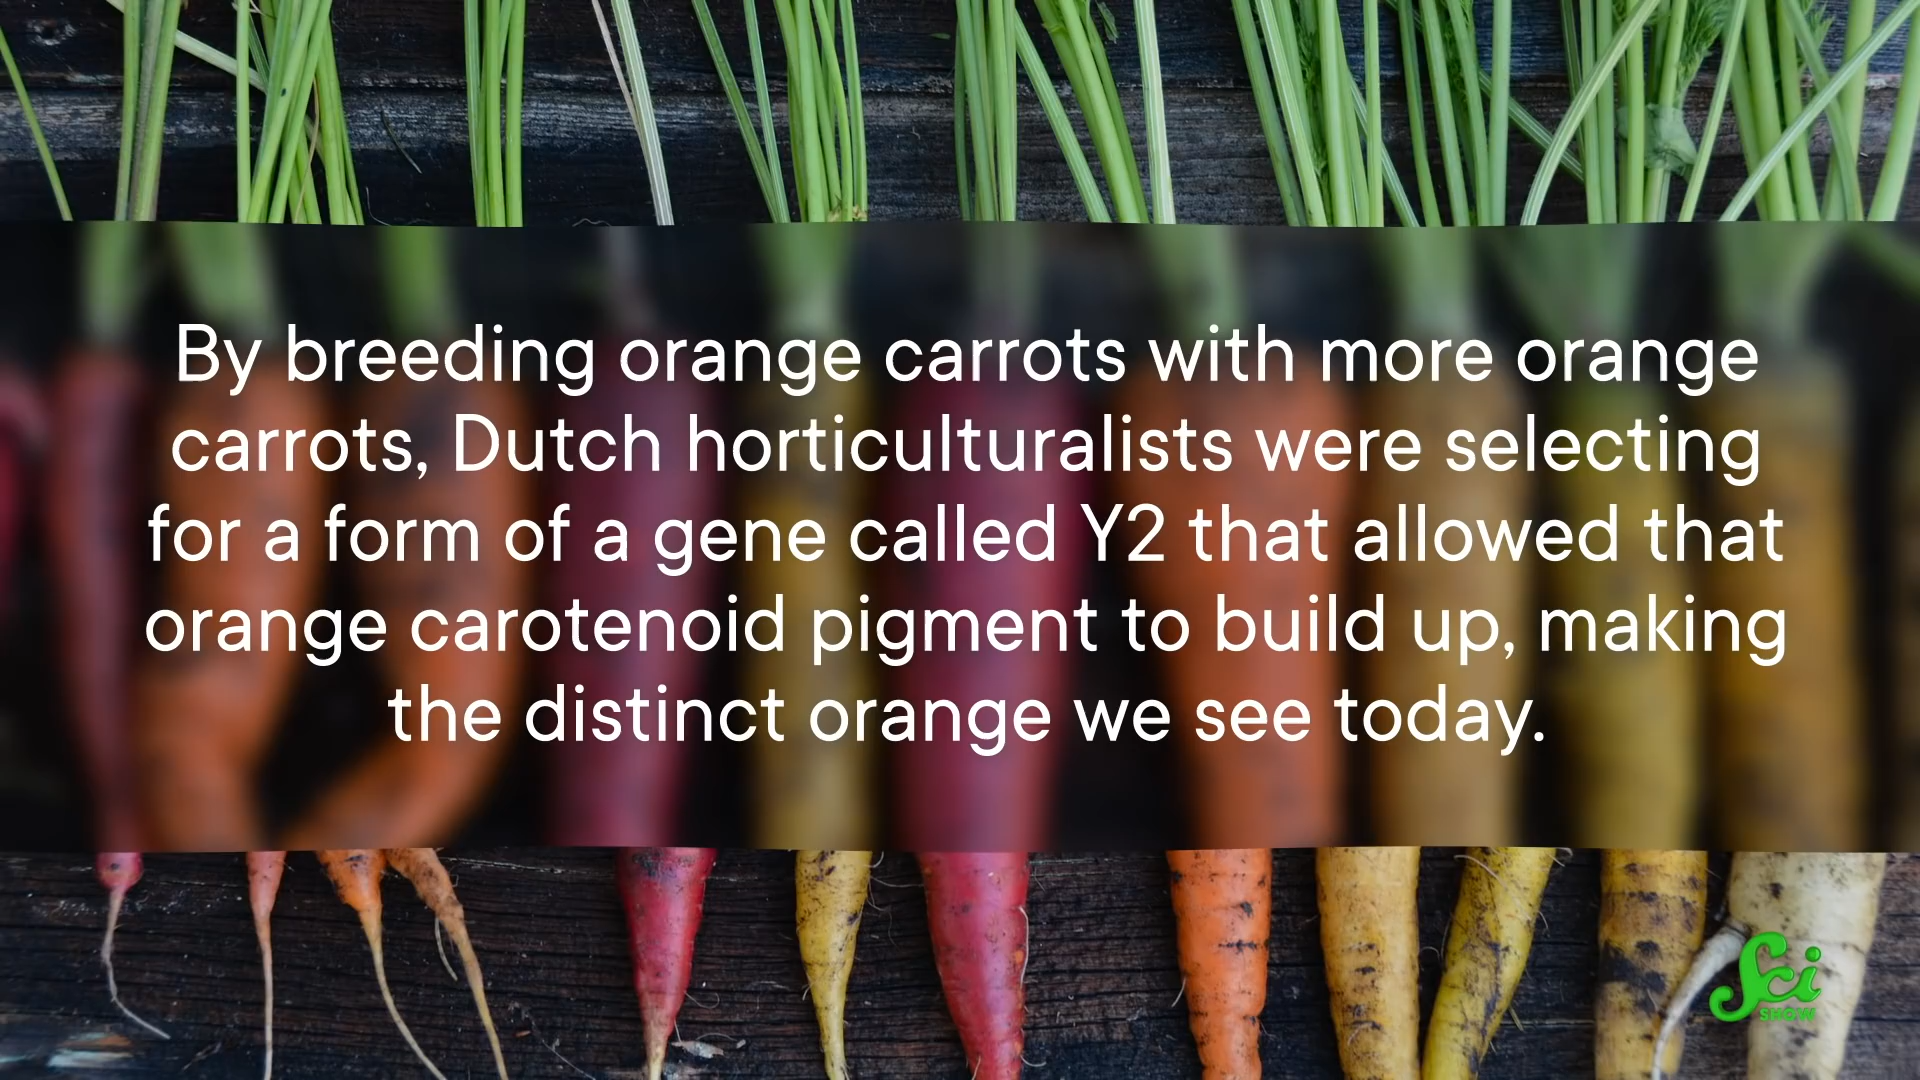 By breeding orange carrots with more orange
carrots, Dutch horticulturalists were selecting
for a form of a gene called Y2 that allowed that
orange carotenoid pigment to build up, making
the distinct orange we see today.
Sci
SHOW